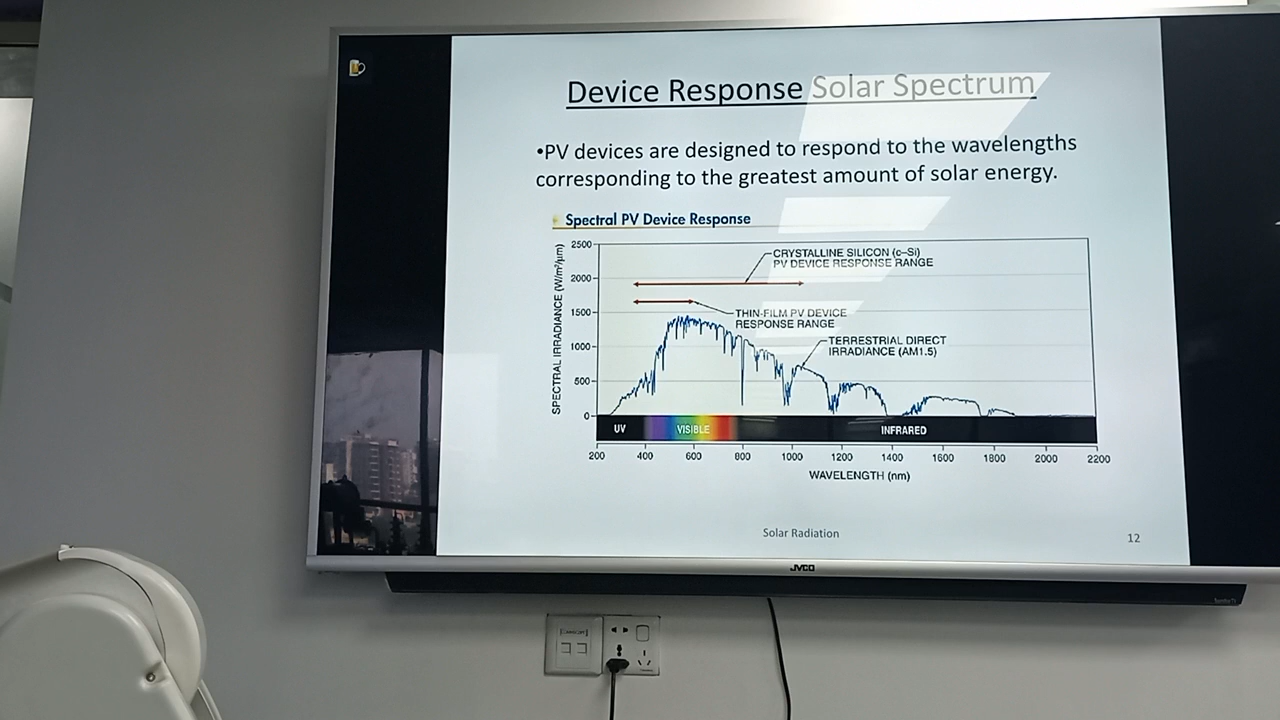 Device Response Solar Spectrum
•PV devices are designed to respond to the wavelengths
corresponding to the greatest amount of solar energy.
Spectral PV Device Response
SPECTRAL IRRADIANCE (W/m²/μm)
2500
2000
1500
1000
500
0
CRYSTALLINE SILICON (c–Si)
PV DEVICE RESPONSE RANGE
THIN-FILM PV DEVICE
RESPONSE RANGE
TERRESTRIAL DIRECT
IRRADIANCE (AM1.5)
UV VISIBLE INFRARED
200 400 600 800 1000 1200 1400 1600 1800 2000 2200
WAVELENGTH (nm)
Solar Radiation
12
JVCO